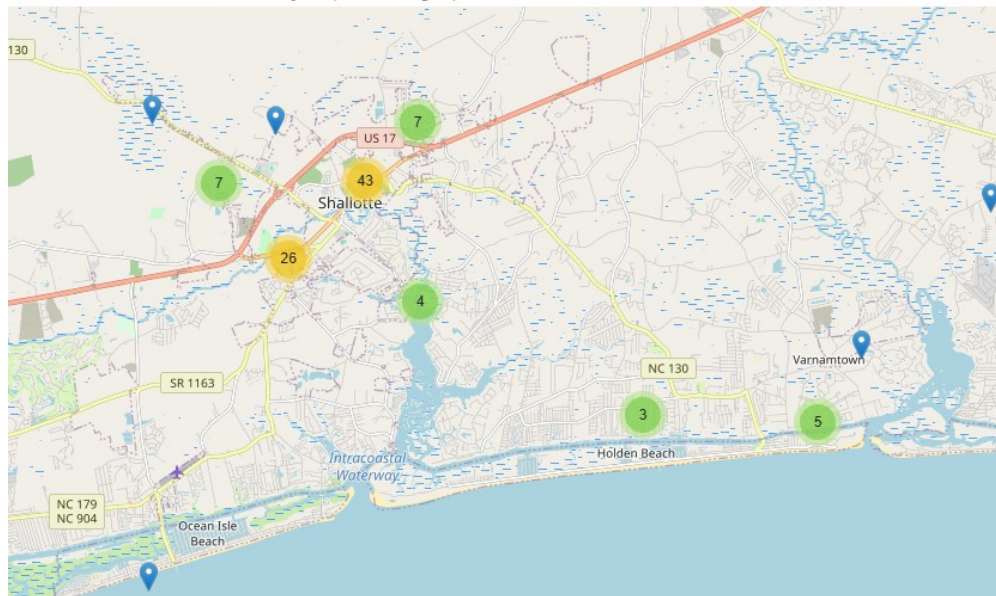 130
7
US 17
7
43
Shallotte
26
4
Varnamtown
NC 130
SR 1163
3
5
Holden Beach
Intracoastal
Waterway
NC 179
NC 904
Ocean Isle
Beach